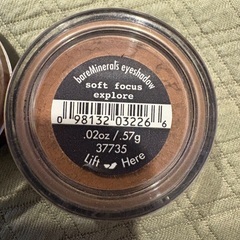 bareMinerals eyeshadow
soft focus
explore
0 98132 03226 6
.02oz/.57g
37735
Lift Here